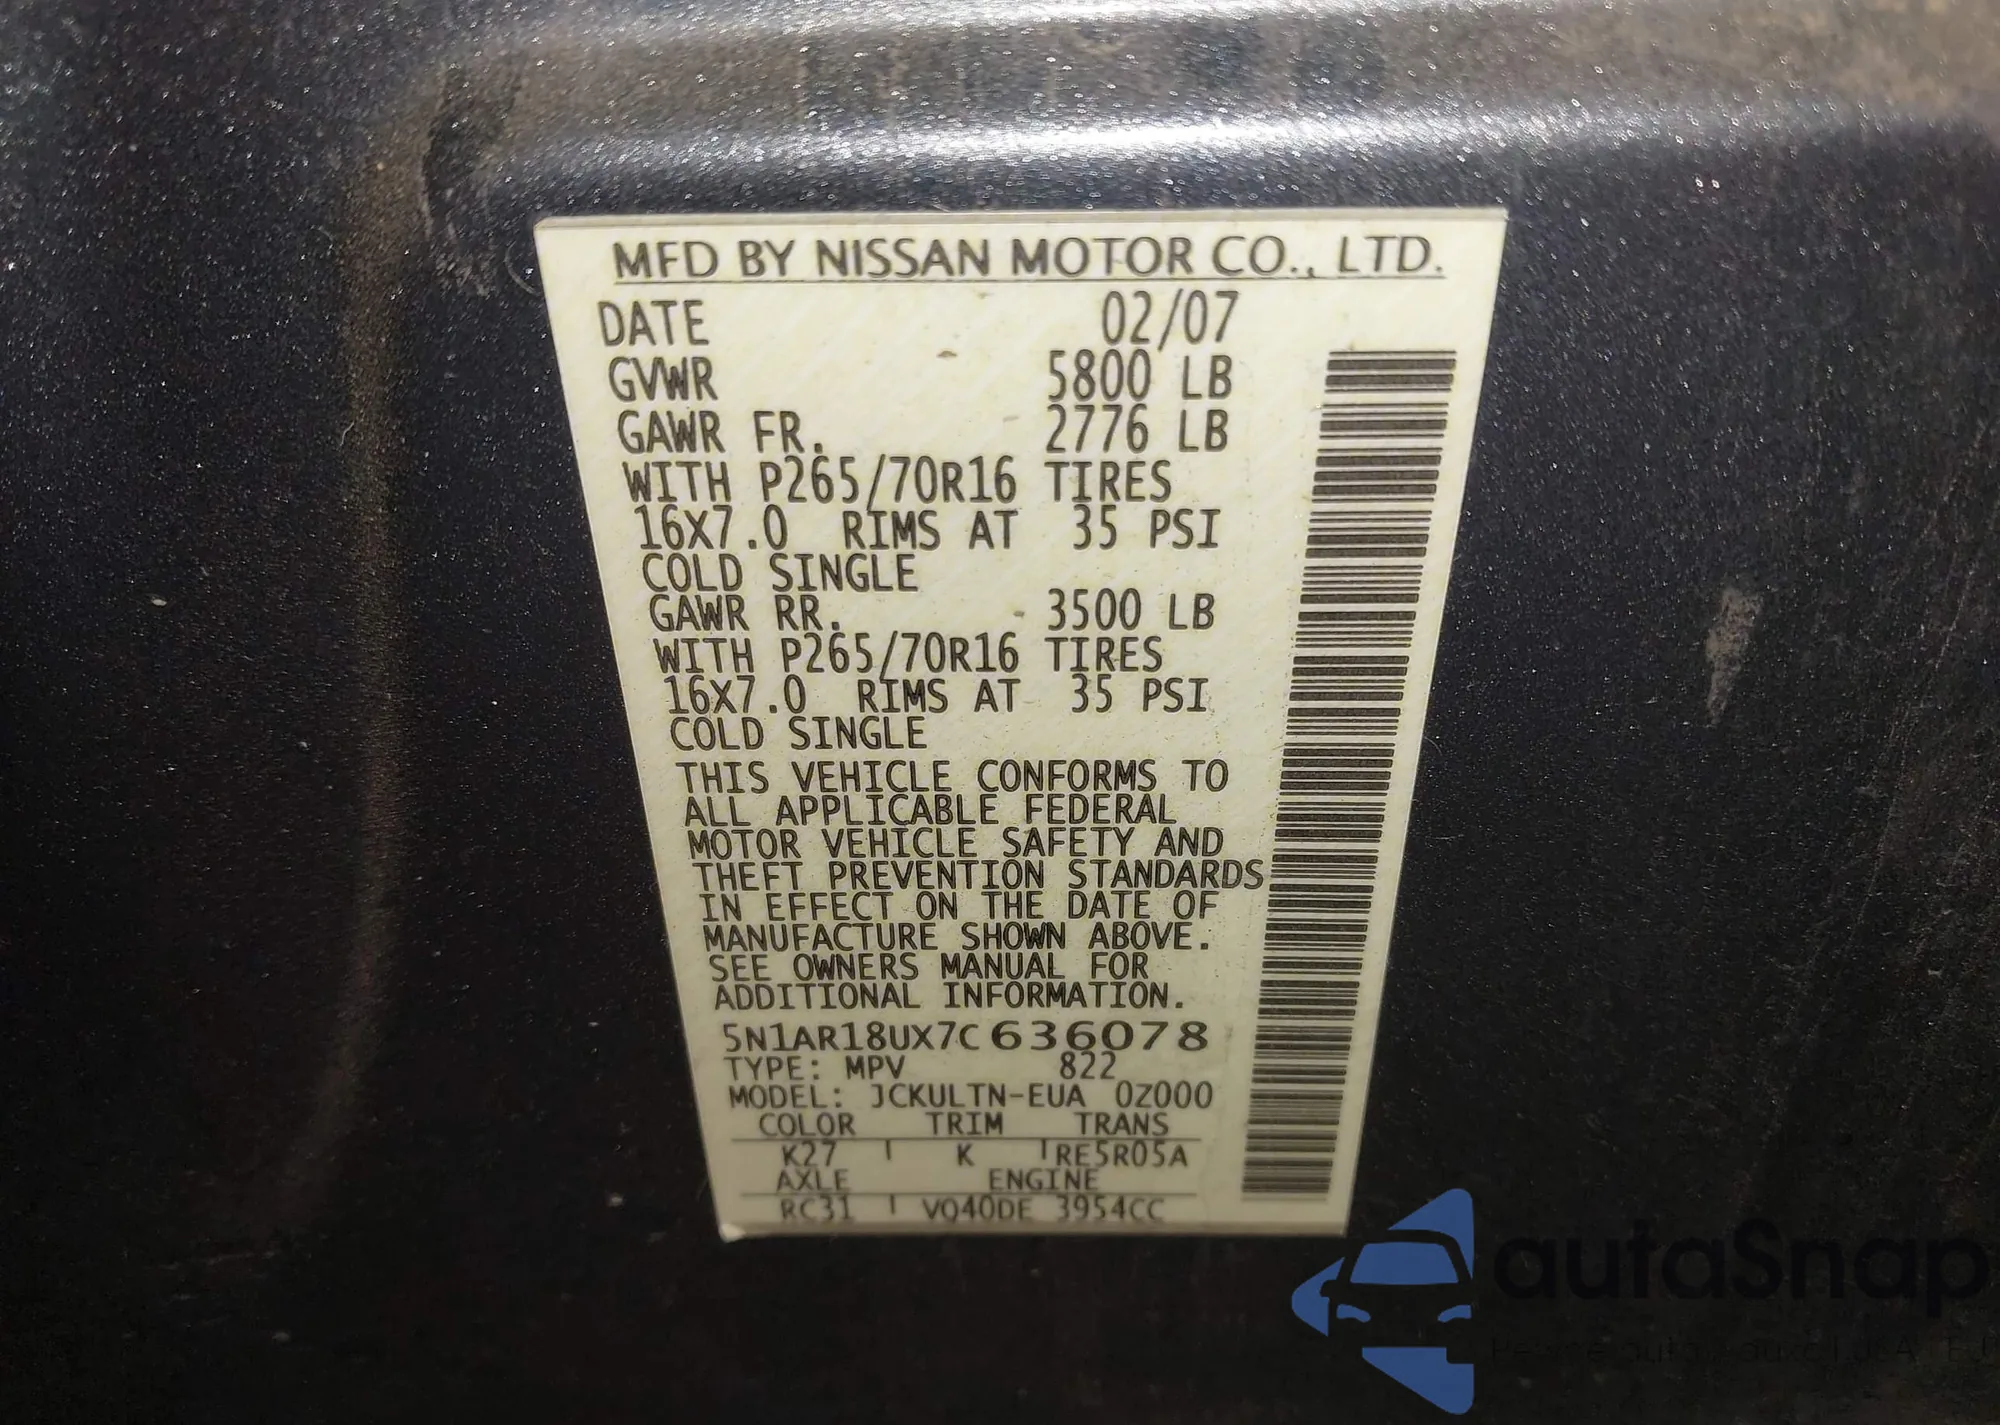 MFD BY NISSAN MOTOR CO., LTD.
DATE 02/07
GVWR 5800 LB
GAWR FR. 2776 LB
WITH P265/70R16 TIRES
16X7.0 RIMS AT 35 PSI
COLD SINGLE
GAWR RR. 3500 LB
WITH P265/70R16 TIRES
16X7.0 RIMS AT 35 PSI
COLD SINGLE
THIS VEHICLE CONFORMS TO
ALL APPLICABLE FEDERAL
MOTOR VEHICLE SAFETY AND
THEFT PREVENTION STANDARDS
IN EFFECT ON THE DATE OF
MANUFACTURE SHOWN ABOVE.
SEE OWNERS MANUAL FOR
ADDITIONAL INFORMATION.
5N1AR18UX7C636078
TYPE: MPV 822
MODEL: JCKULTN-EUA 0Z000
COLOR TRIM TRANS
K27 K RE5R05A
AXLE ENGINE
RC31 VQ40DE 3954CC
autaSnap